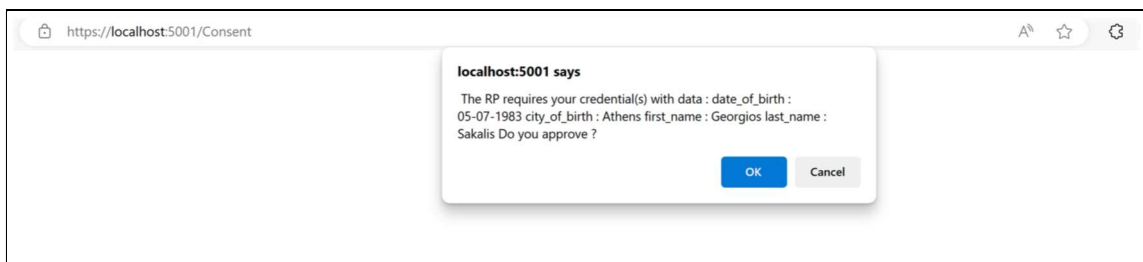 https://localhost:5001/Consent
A
localhost:5001 says
The RP requires your credential(s) with data : date_of_birth :
05-07-1983 city_of_birth : Athens first_name : Georgios last_name :
Sakalis Do you approve ?
OK Cancel